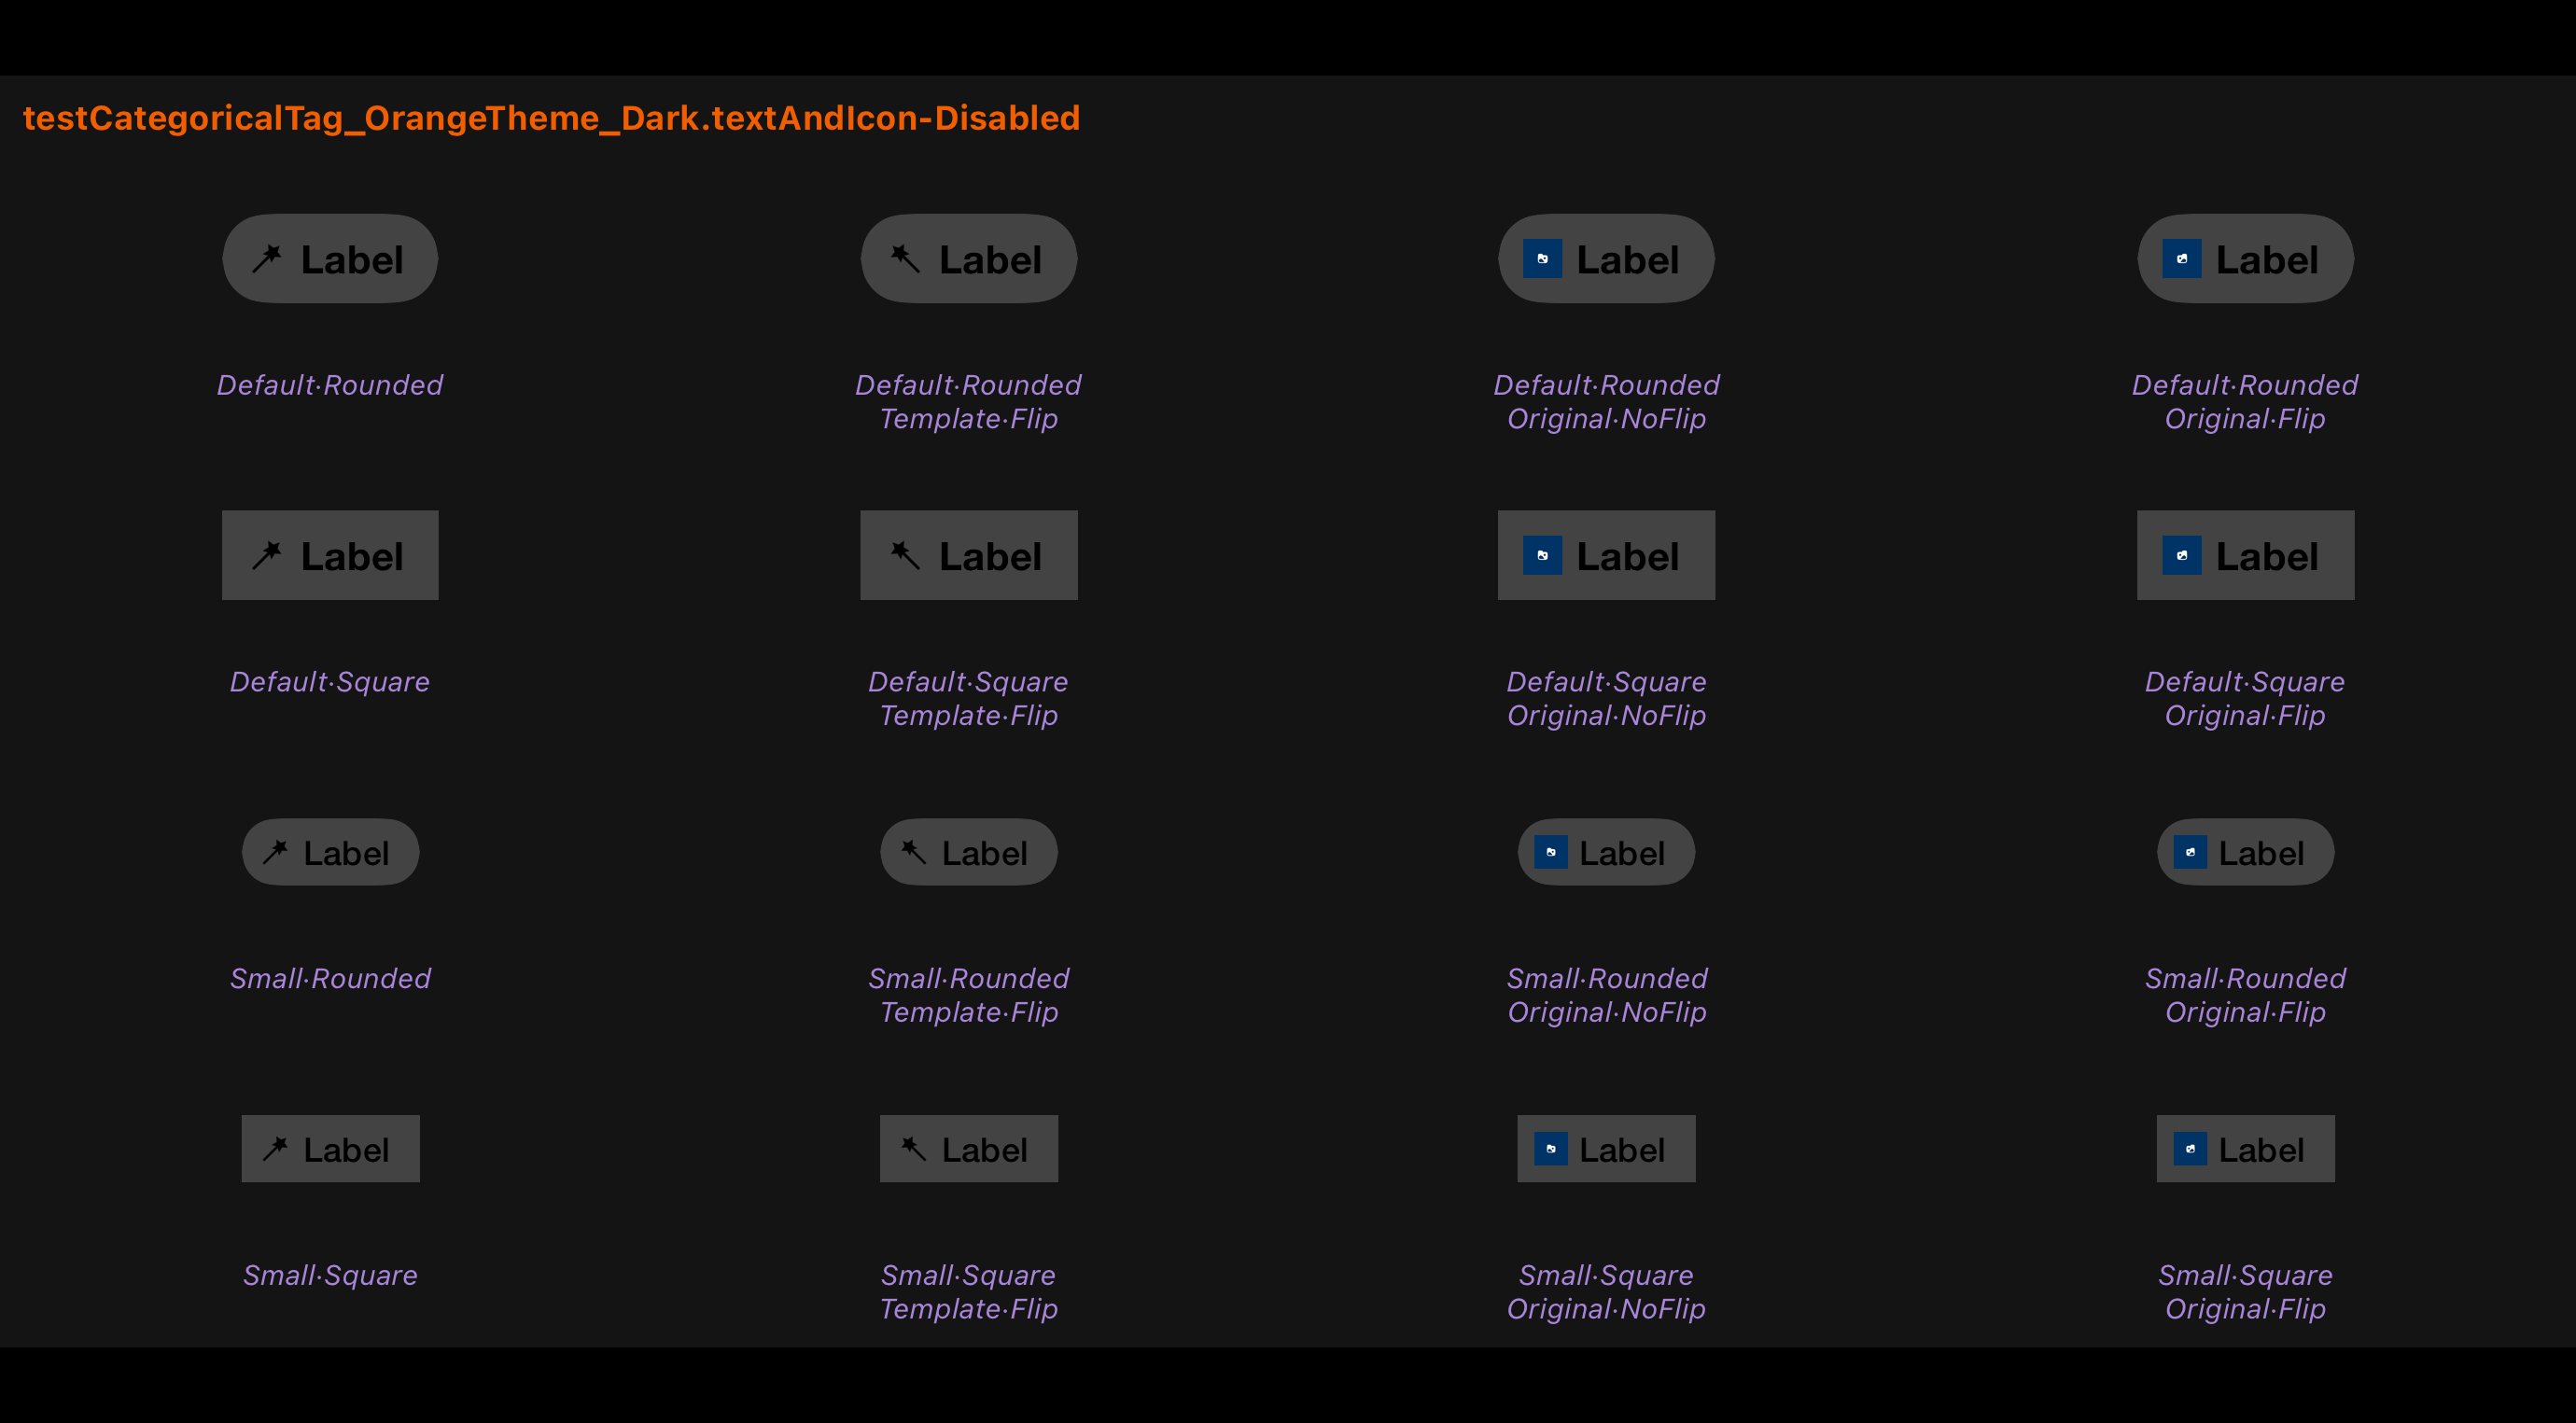 testCategoricalTag_OrangeTheme_Dark.textAndIcon-Disabled
Label
Label
Label
Label
Default·Rounded
Default·Rounded
Template·Flip
Default·Rounded
Original·NoFlip
Default·Rounded
Original·Flip
Label
Label
Label
Label
Default·Square
Default·Square
Template·Flip
Default·Square
Original·NoFlip
Default·Square
Original·Flip
Label
Label
Label
Label
Small·Rounded
Small·Rounded
Template·Flip
Small·Rounded
Original·NoFlip
Small·Rounded
Original·Flip
Label
Label
Label
Label
Small·Square
Small·Square
Template·Flip
Small·Square
Original·NoFlip
Small·Square
Original·Flip